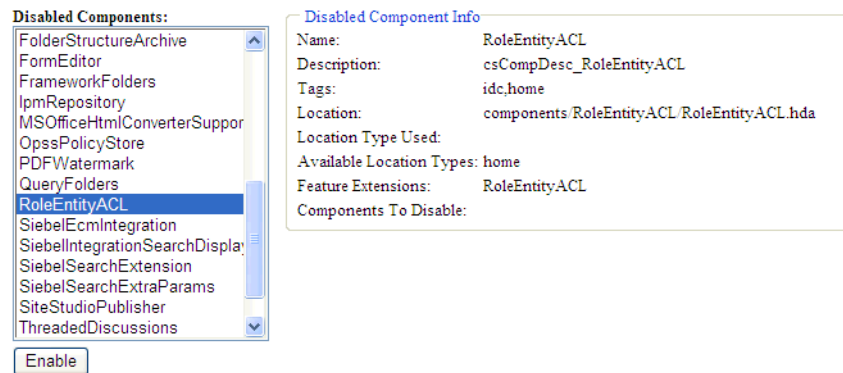 Disabled Components:
FolderStructureArchive
FormEditor
FrameworkFolders
IpmRepository
MSOfficeHtmlConverterSuppor
OpssPolicyStore
PDFWatermark
QueryFolders
RoleEntityACL
SiebelEcmIntegration
SiebelIntegrationSearchDisplay
SiebelSearchExtension
SiebelSearchExtraParams
SiteStudioPublisher
ThreadedDiscussions
Enable
Disabled Component Info
Name: RoleEntityACL
Description: csCompDesc_RoleEntityACL
Tags: idc,home
Location: components/RoleEntityACL/RoleEntityACL.hda
Location Type Used:
Available Location Types: home
Feature Extensions: RoleEntityACL
Components To Disable: